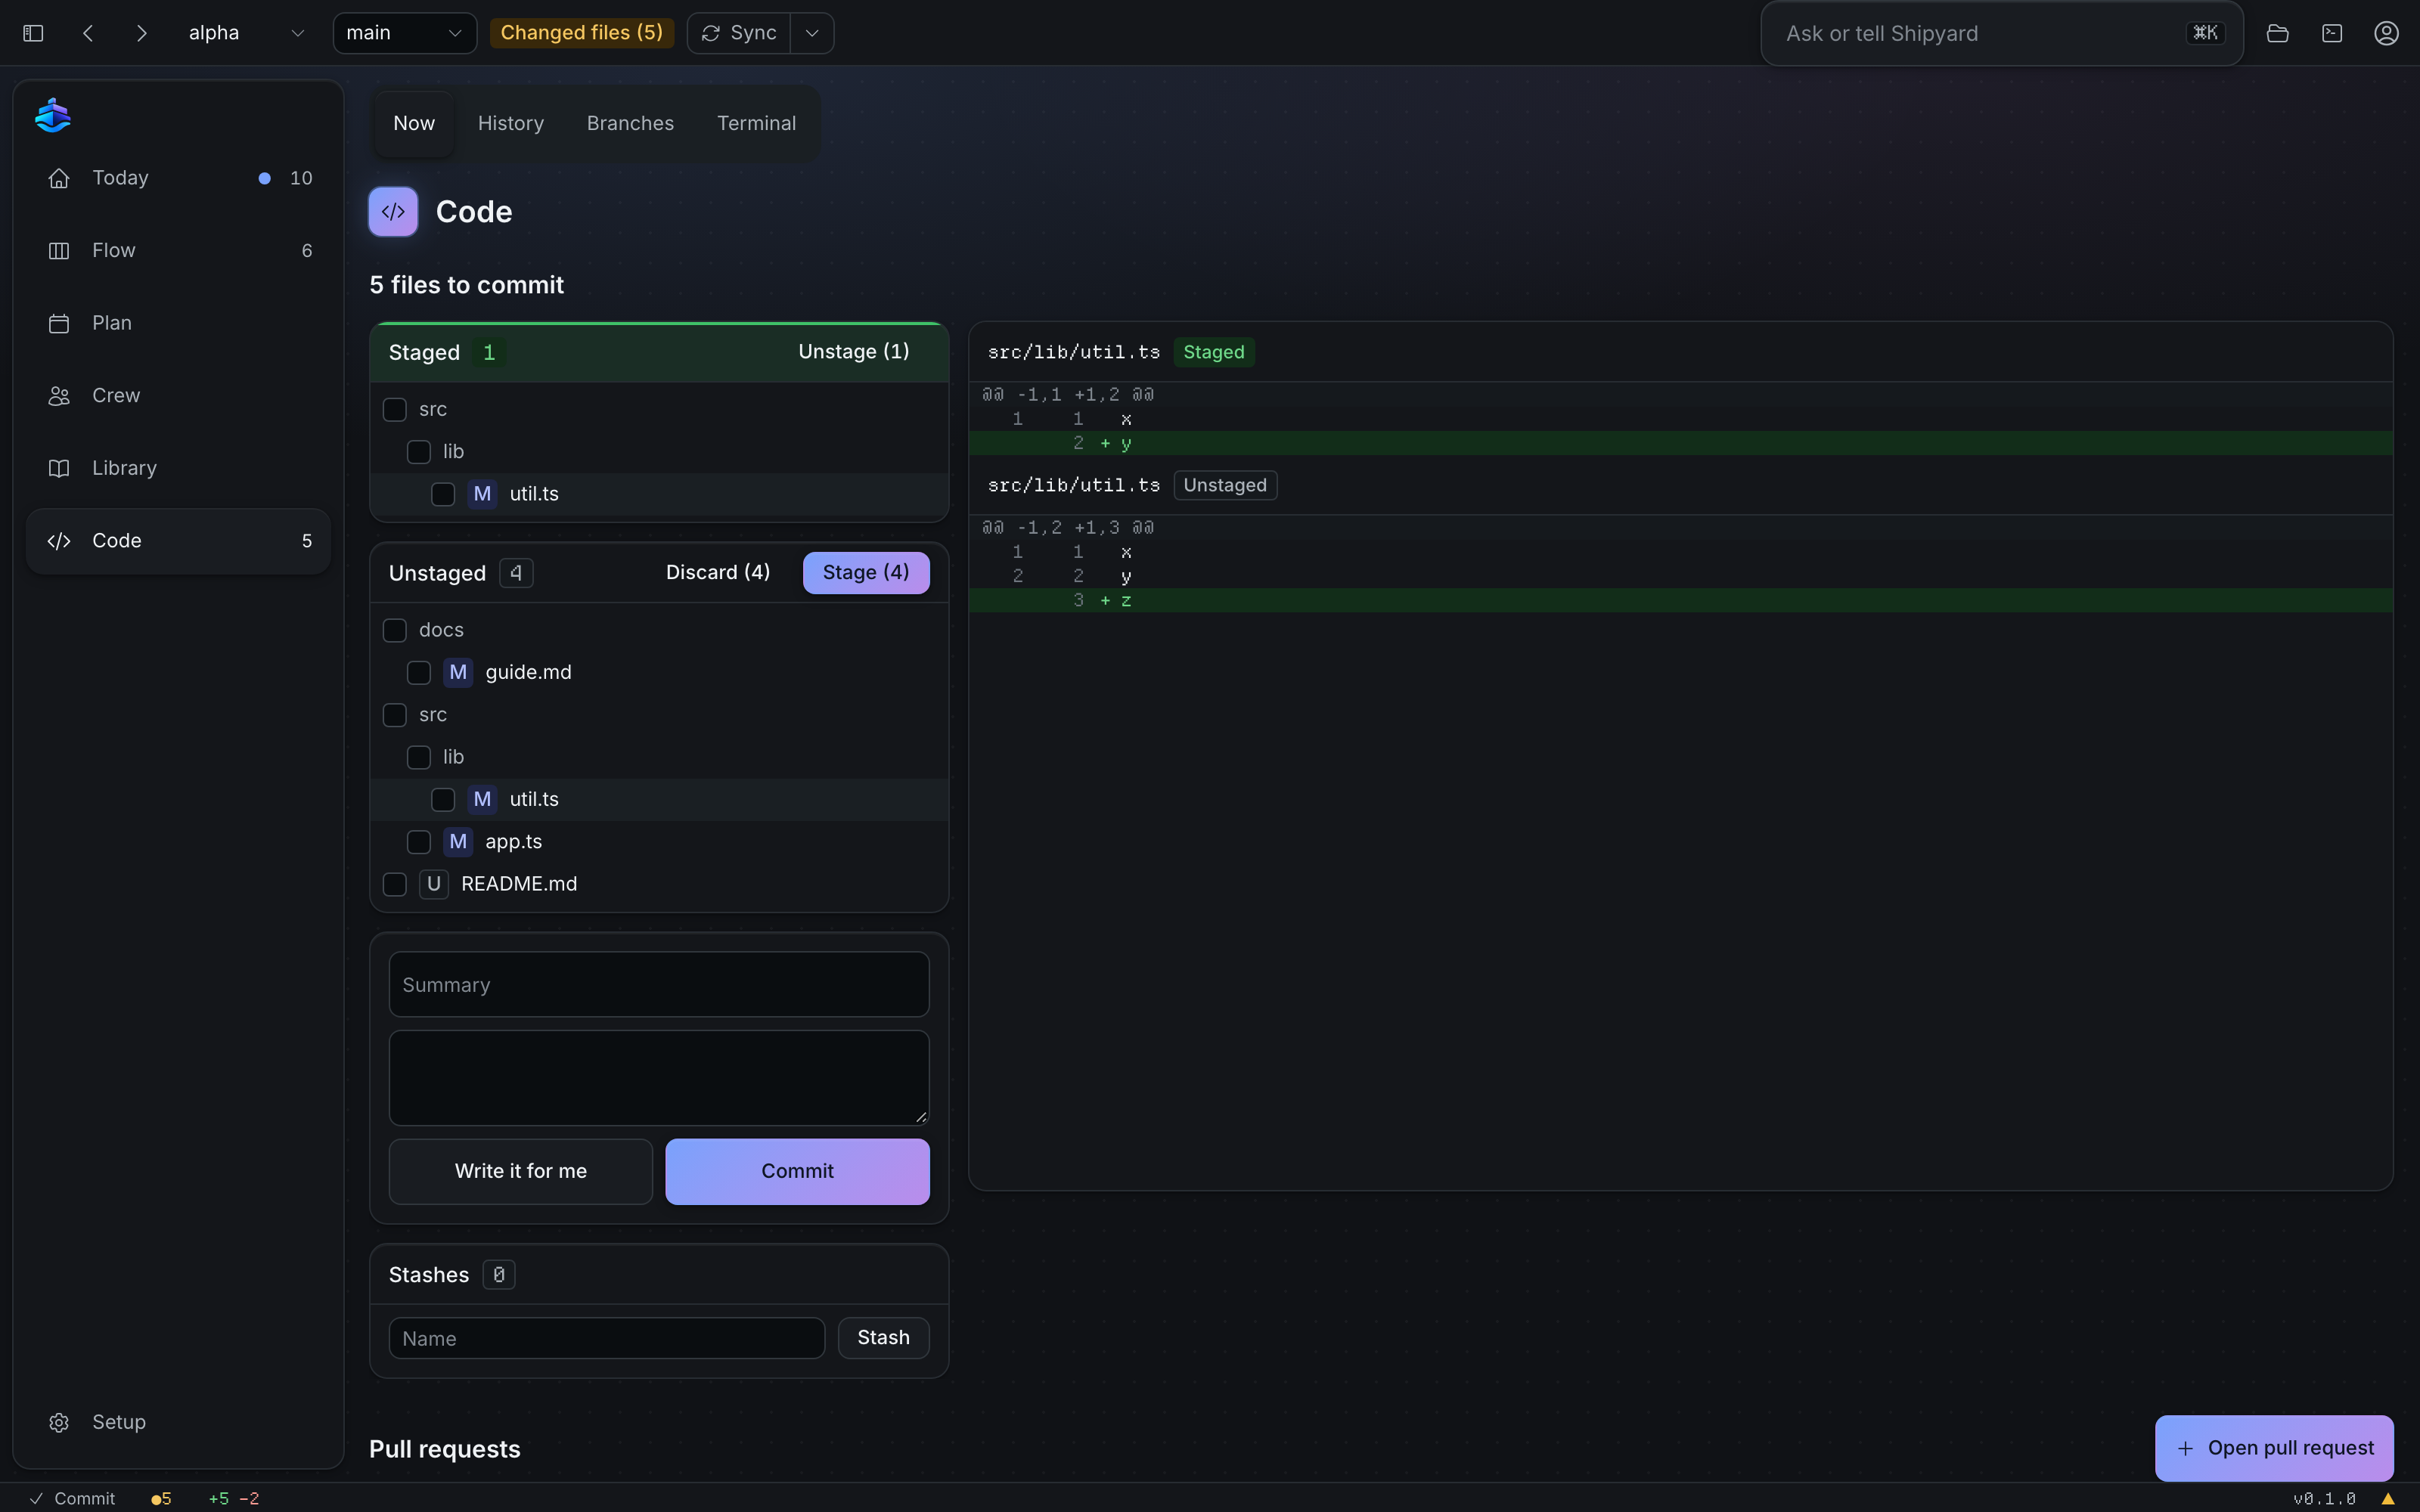 alpha
main
Changed files (5)
Sync
Ask or tell Shipyard
⌘K
Today 10
Flow 6
Plan
Crew
Library
Code 5
Setup
Now History Branches Terminal
</> Code
5 files to commit
Staged 1 Unstage (1)
src
lib
M util.ts
Unstaged 4 Discard (4) Stage (4)
docs
M guide.md
src
lib
M util.ts
M app.ts
U README.md
Summary
Write it for me Commit
Stashes 0
Name Stash
src/lib/util.ts Staged
@@ -1,1 +1,2 @@
1 1 x
2 + y
src/lib/util.ts Unstaged
@@ -1,2 +1,3 @@
1 1 x
2 2 y
3 + z
Pull requests
+ Open pull request
Commit 5 +5 -2
v0.1.0